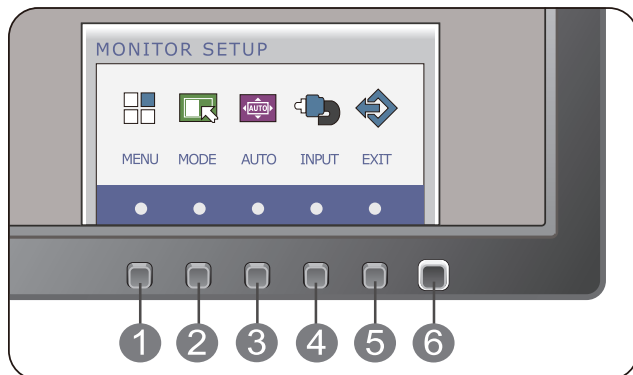 MONITOR SETUP
AUTO
MENU MODE AUTO INPUT EXIT
1 2 3 4 5 6